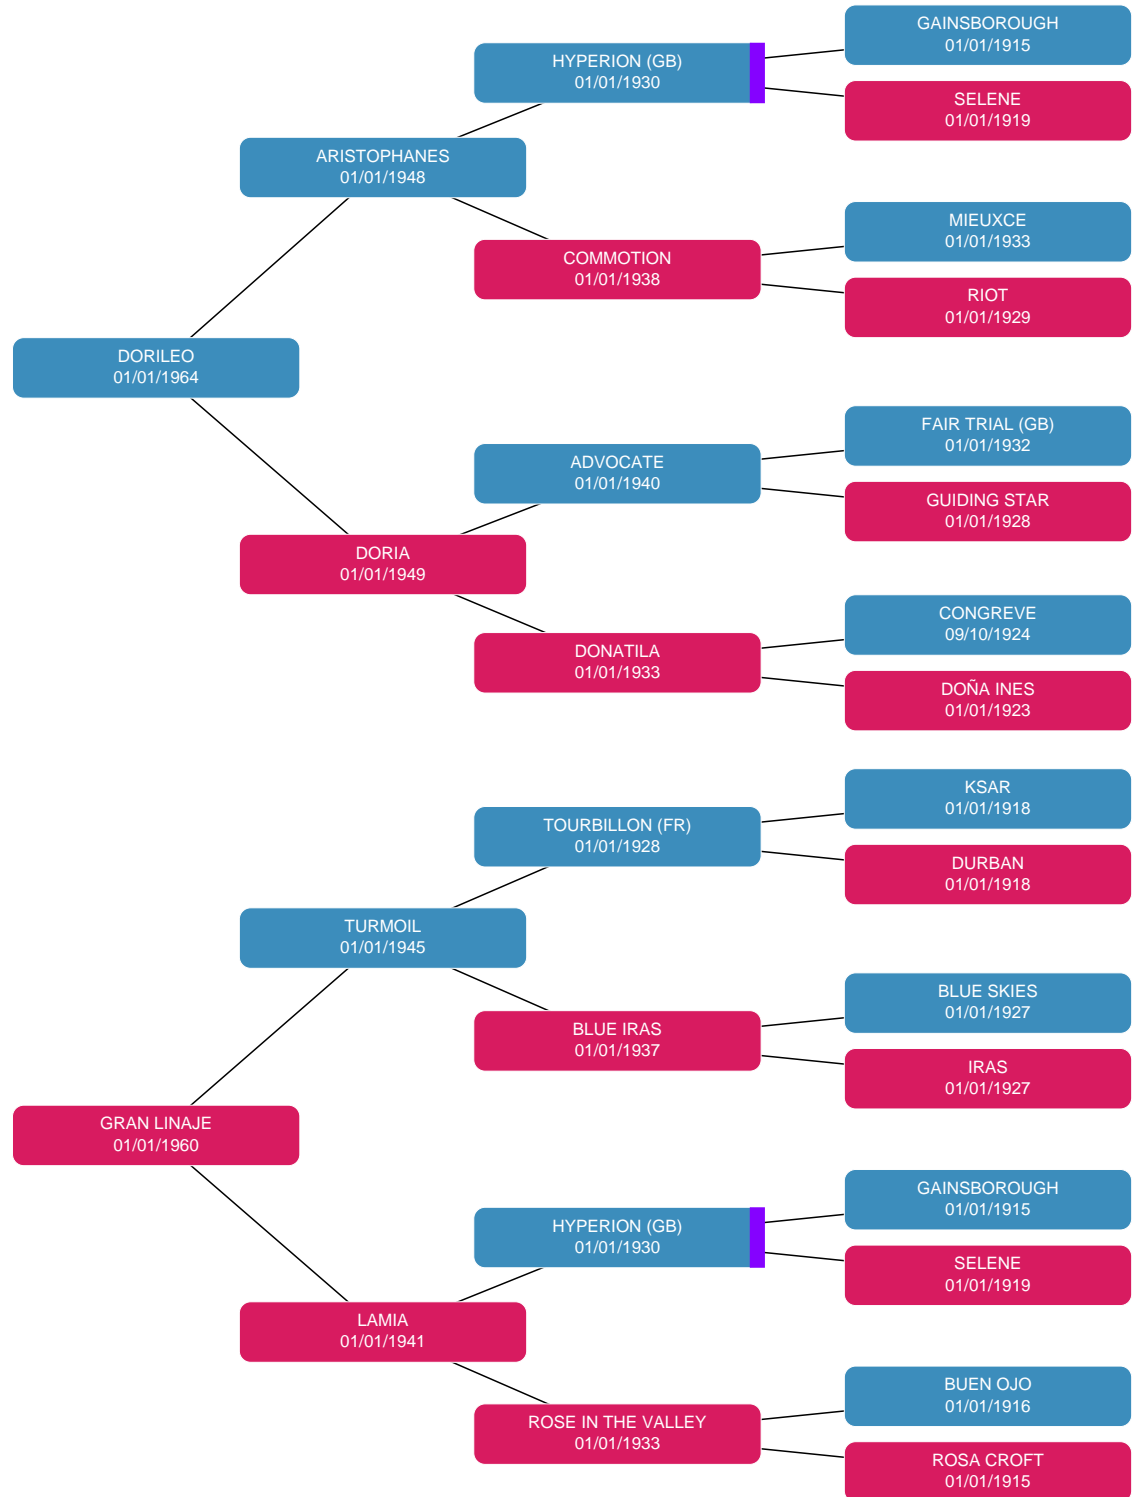 GAINSBOROUGH
01/01/1915
HYPERION (GB)
01/01/1930
SELENE
01/01/1919
ARISTOPHANES
01/01/1948
MIEUXCE
01/01/1933
COMMOTION
01/01/1938
RIOT
01/01/1929
DORILEO
01/01/1964
FAIR TRIAL (GB)
01/01/1932
ADVOCATE
01/01/1940
GUIDING STAR
01/01/1928
DORIA
01/01/1949
CONGREVE
09/10/1924
DONATILA
01/01/1933
DOÑA INES
01/01/1923
KSAR
01/01/1918
TOURBILLON (FR)
01/01/1928
DURBAN
01/01/1918
TURMOIL
01/01/1945
BLUE SKIES
01/01/1927
BLUE IRAS
01/01/1937
IRAS
01/01/1927
GRAN LINAJE
01/01/1960
GAINSBOROUGH
01/01/1915
HYPERION (GB)
01/01/1930
SELENE
01/01/1919
LAMIA
01/01/1941
BUEN OJO
01/01/1916
ROSE IN THE VALLEY
01/01/1933
ROSA CROFT
01/01/1915